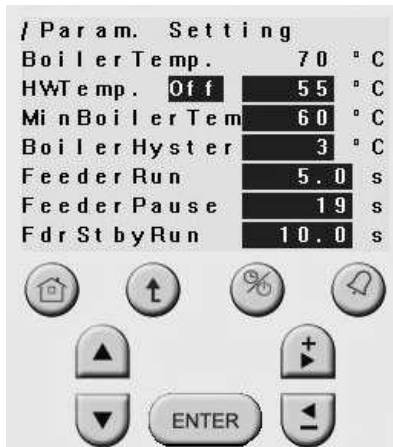 / Param. Setting
BoilerTemp. 70 °C
HWTemp. Off 55 °C
MinBoilerTem 60 °C
BoilerHyster 3 °C
FeederRun 5.0 s
FeederPause 19 s
FdrStbyRun 10.0 s
%
+
ENTER
-